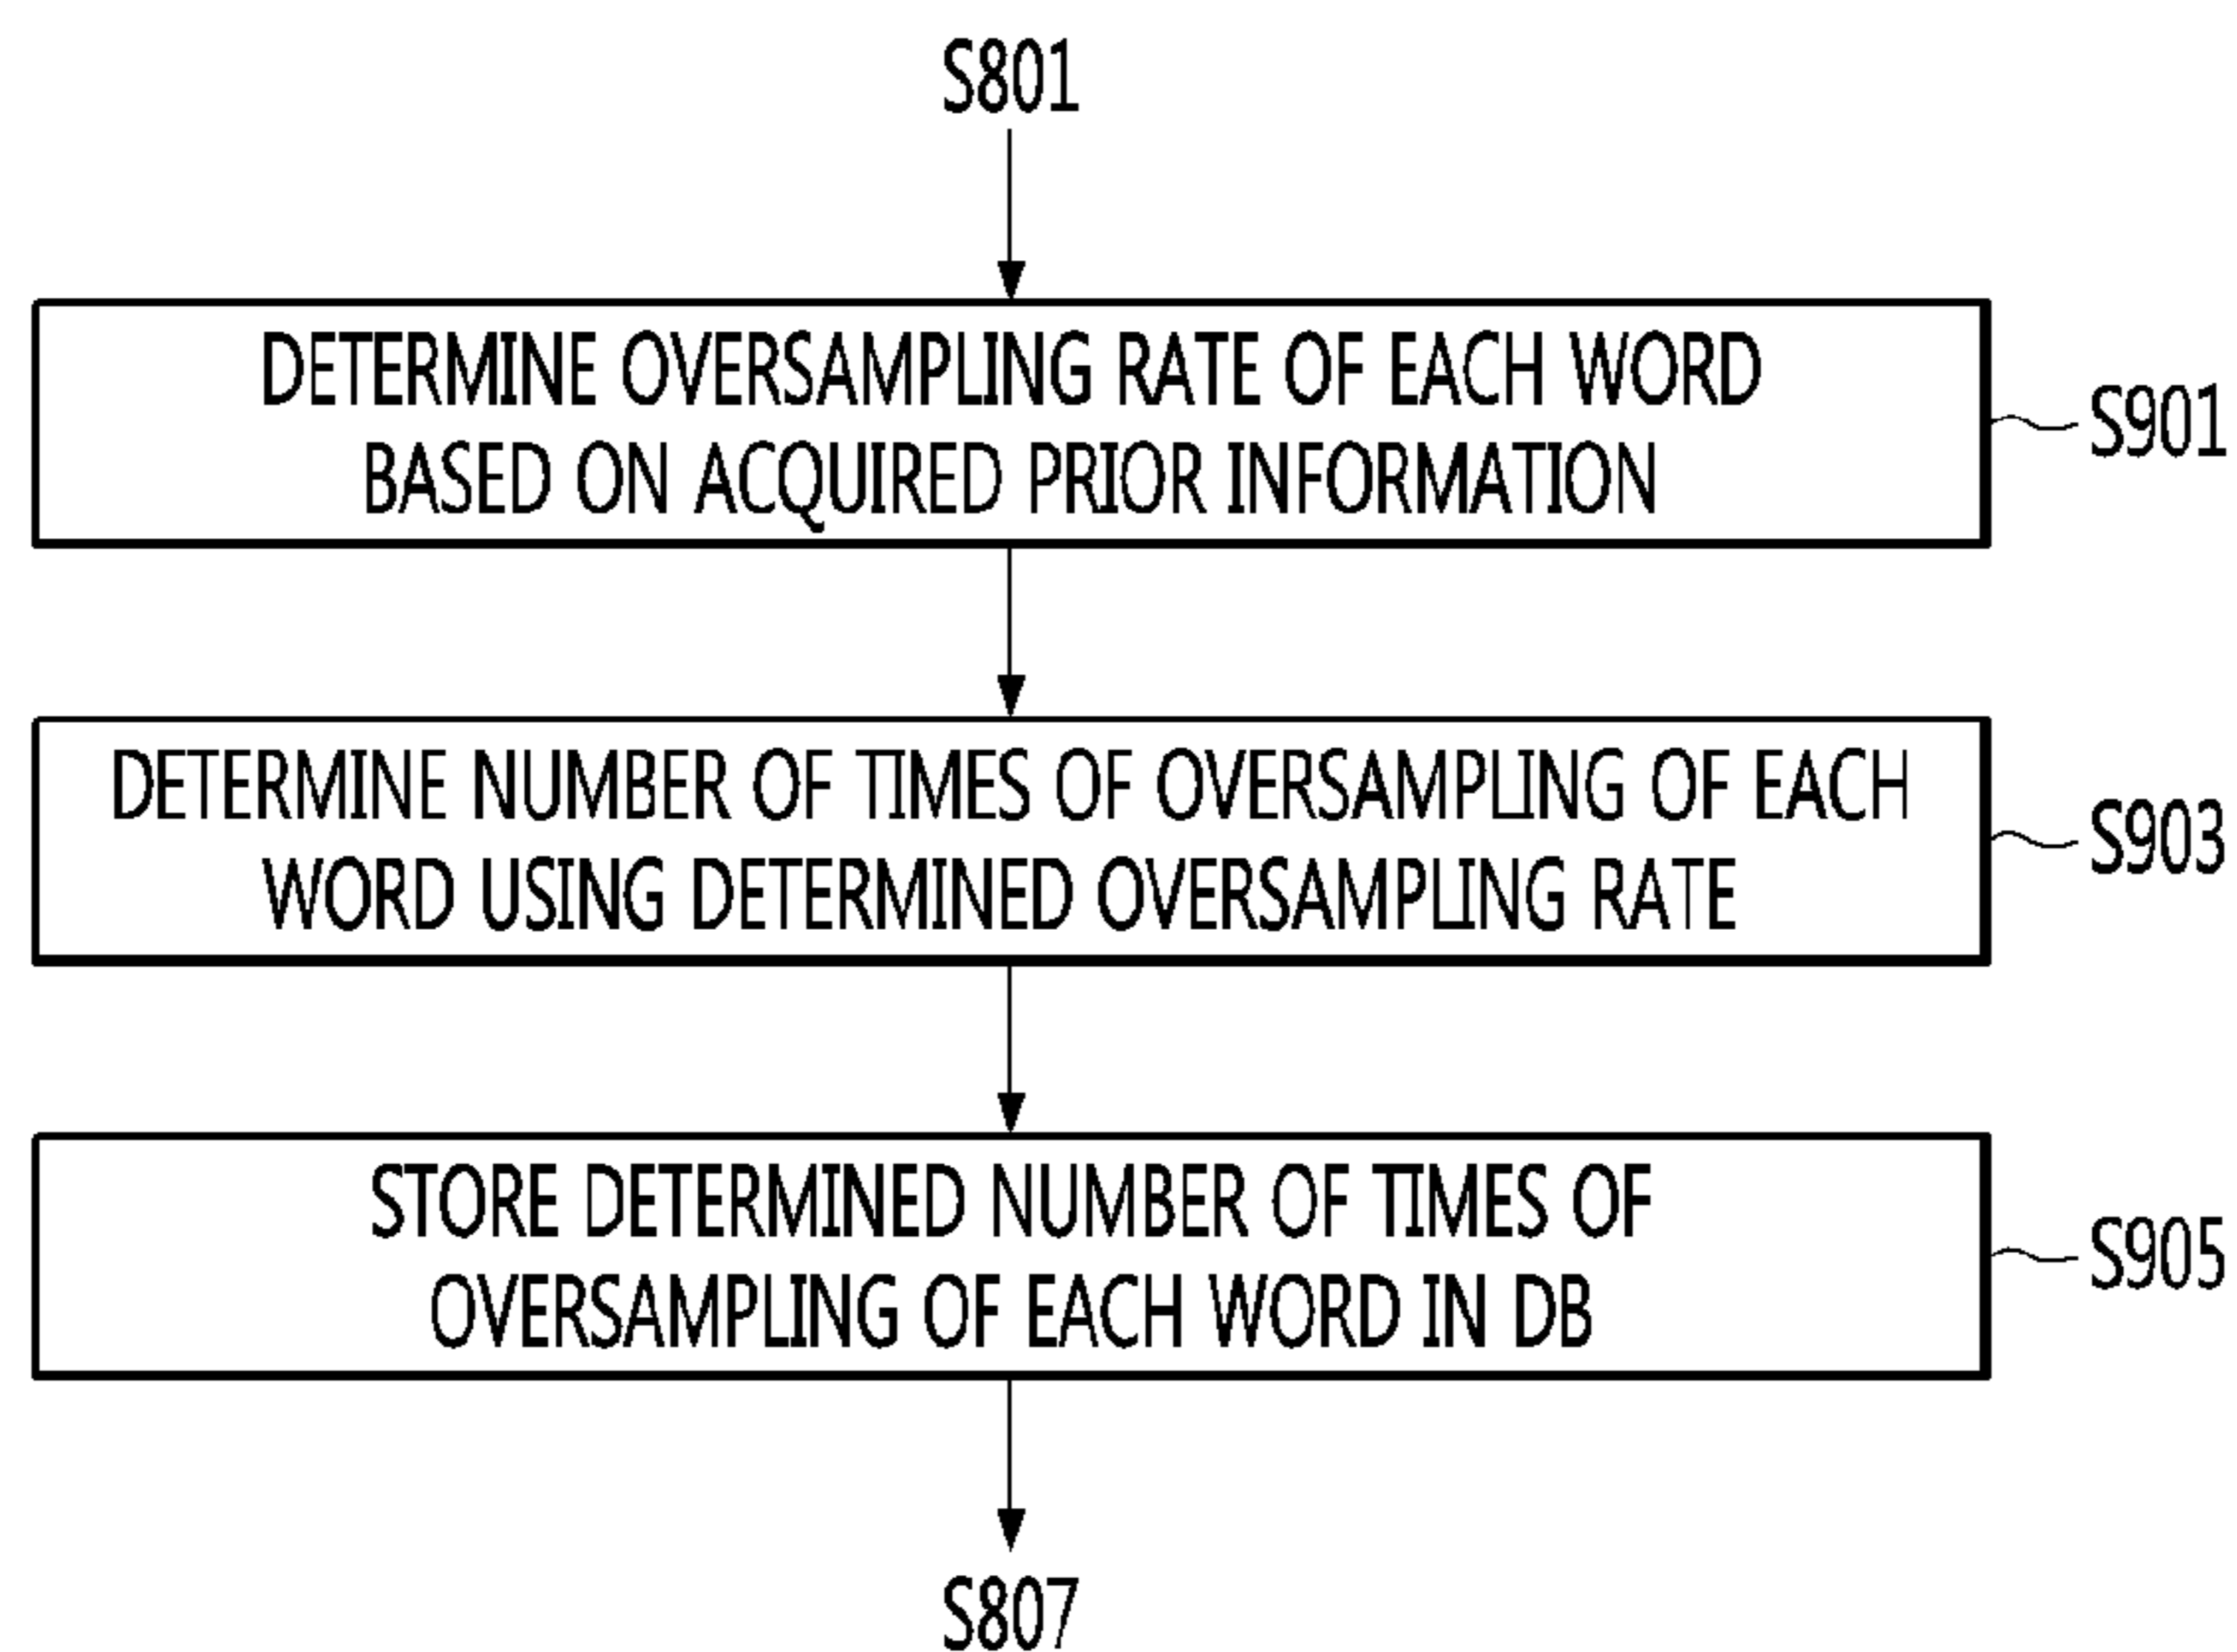 S801
DETERMINE OVERSAMPLING RATE OF EACH WORD
BASED ON ACQUIRED PRIOR INFORMATION
S901
DETERMINE NUMBER OF TIMES OF OVERSAMPLING OF EACH
WORD USING DETERMINED OVERSAMPLING RATE
S903
STORE DETERMINED NUMBER OF TIMES OF
OVERSAMPLING OF EACH WORD IN DB
S905
S807